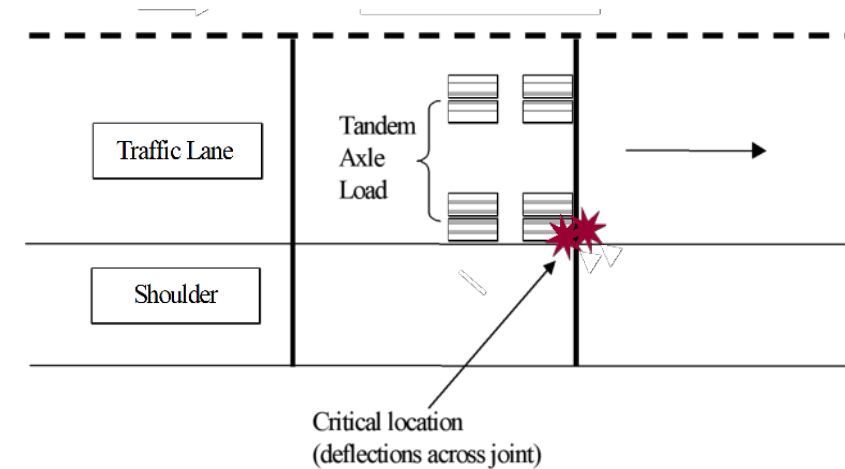 Tandem
Axle
Load
Traffic Lane
Shoulder
Critical location
(deflections across joint)